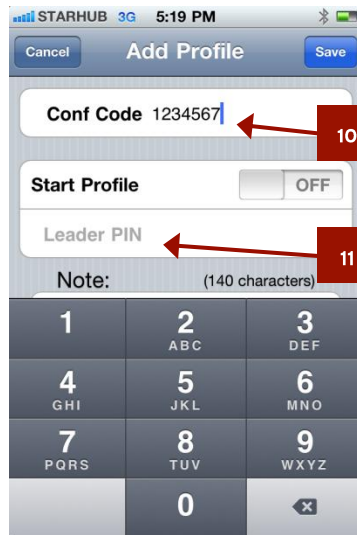 STARHUB 3G 5:19 PM
Cancel Add Profile Save
Conf Code 1234567
10
Start Profile OFF
Leader PIN
11
Note: (140 characters)
1 2 3
ABC DEF
4 5 6
GHI JKL MNO
7 8 9
PQRS TUV WXYZ
0